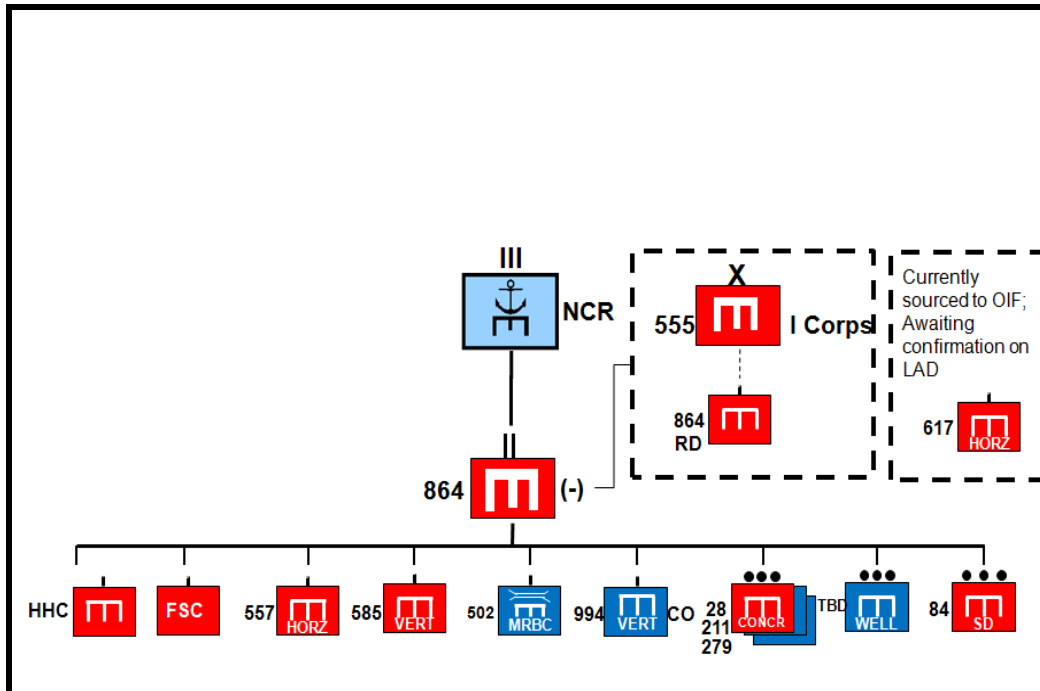 III
NCR
X
555
I Corps
864
RD
Currently
sourced to OIF;
Awaiting
confirmation on
LAD
617
HORZ
II
864
(-)
HHC
FSC
557
HORZ
585
VERT
502
MRBC
994
VERT
CO
28
211
279
CONCR
TBD
WELL
84
SD